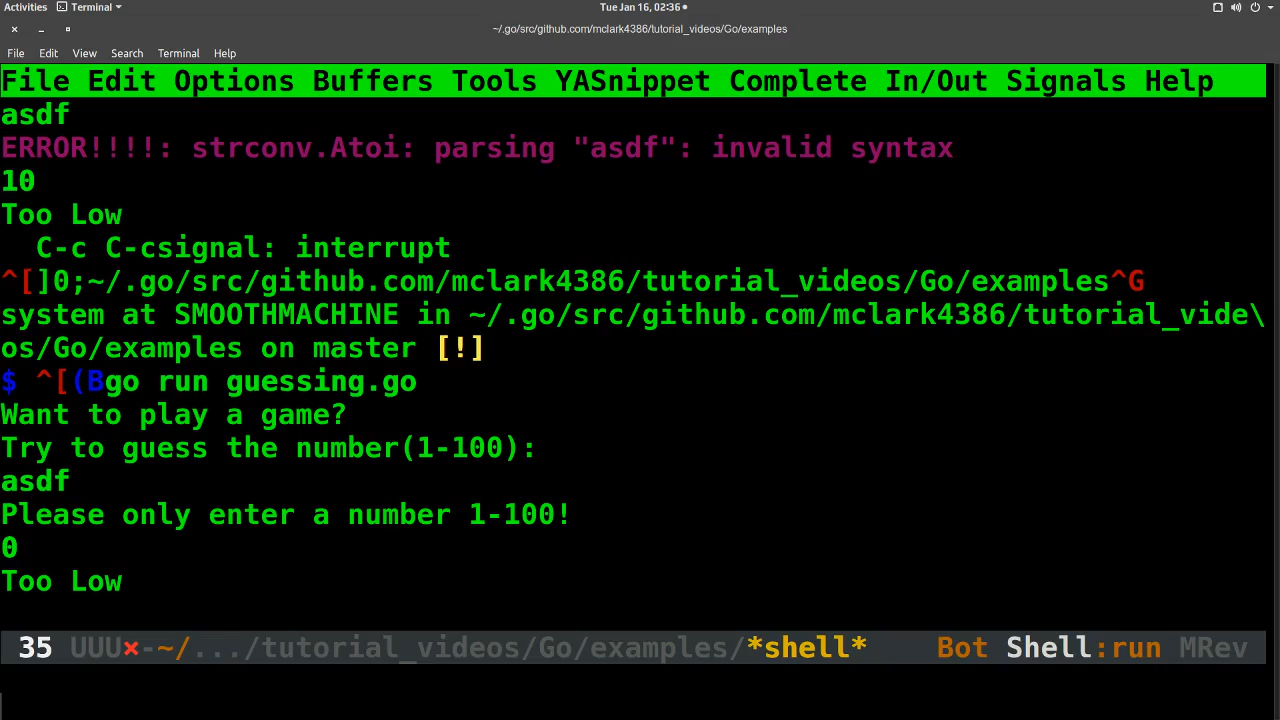 Activities Terminal Tue Jan 16, 02:36
~/.go/src/github.com/mclark4386/tutorial_videos/Go/examples
File Edit View Search Terminal Help
File Edit Options Buffers Tools YASnippet Complete In/Out Signals Help
asdf
ERROR!!!!: strconv.Atoi: parsing "asdf": invalid syntax
10
Too Low
C-c C-csignal: interrupt
^[]0;~/.go/src/github.com/mclark4386/tutorial_videos/Go/examples^G
system at SMOOTHMACHINE in ~/.go/src/github.com/mclark4386/tutorial_vide\
os/Go/examples on master [!]
$ ^[(Bgo run guessing.go
Want to play a game?
Try to guess the number(1-100):
asdf
Please only enter a number 1-100!
0
Too Low
35 UUU×-~/.../tutorial_videos/Go/examples/*shell* Bot Shell:run MRev